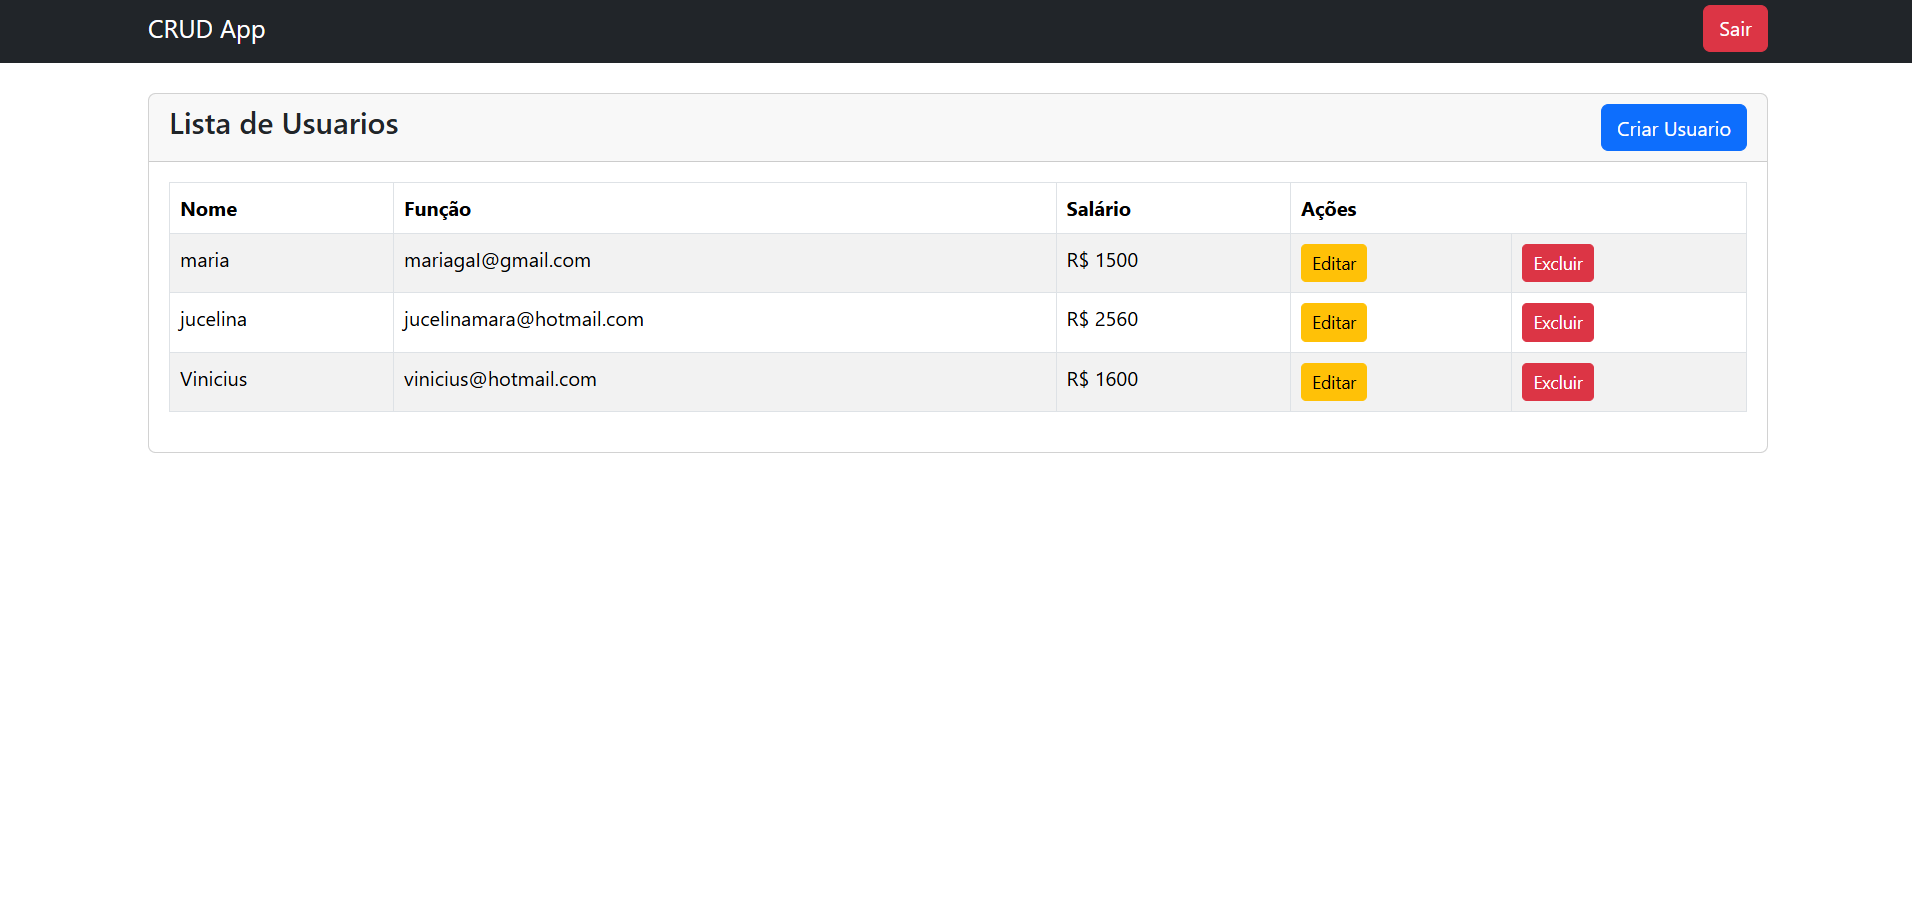 CRUD App Sair
Lista de Usuarios Criar Usuario
Nome Função Salário Ações
maria mariagal@gmail.com R$ 1500 Editar Excluir
jucelina jucelinamara@hotmail.com R$ 2560 Editar Excluir
Vinicius vinicius@hotmail.com R$ 1600 Editar Excluir